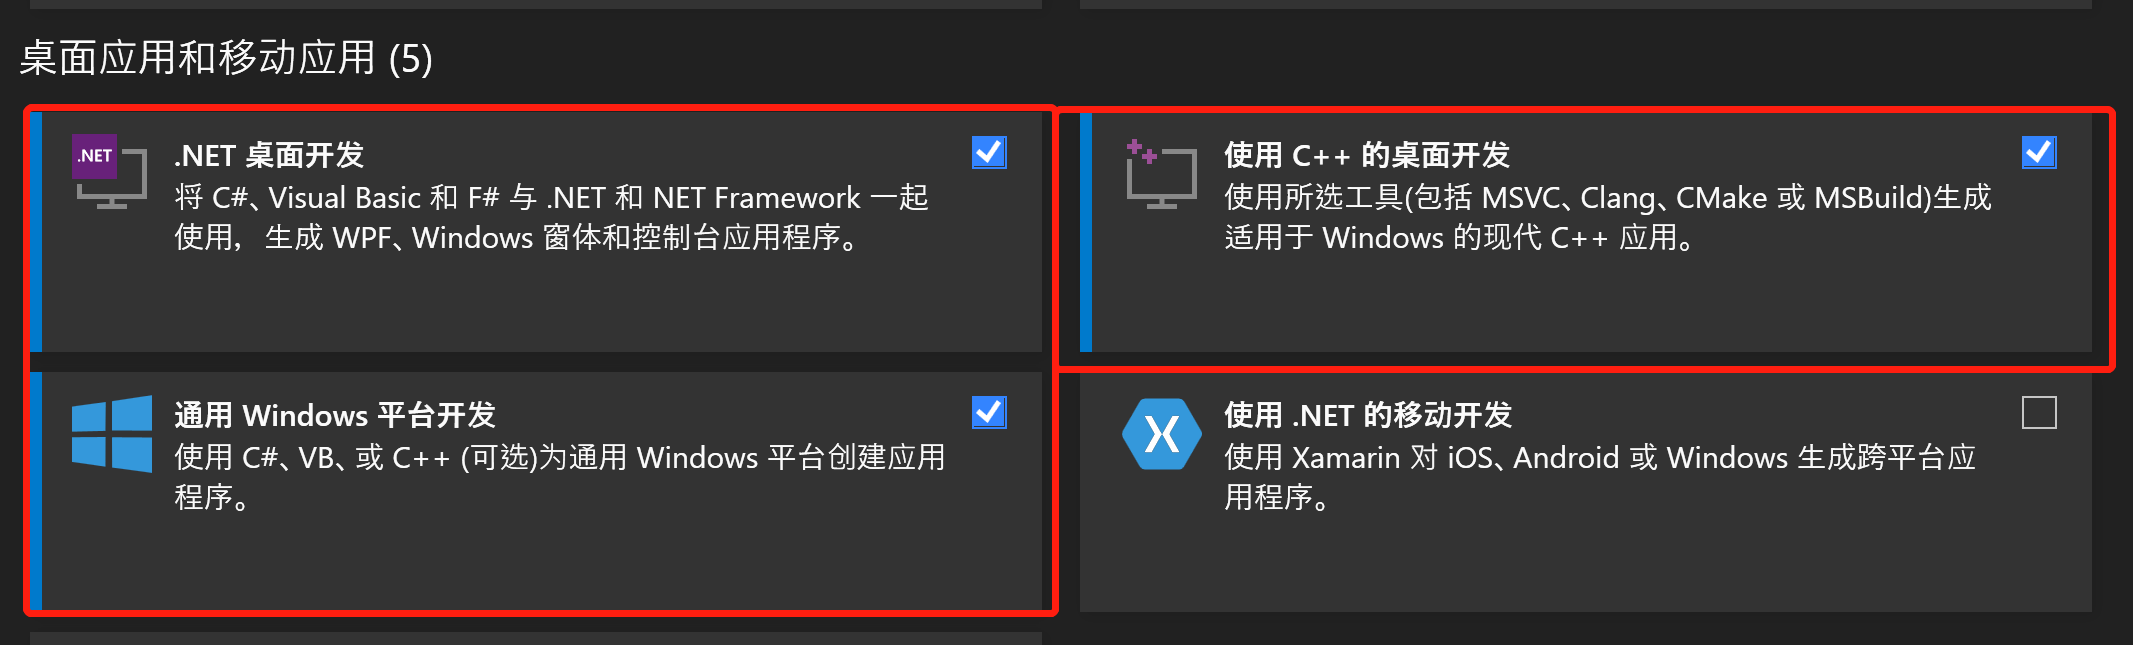 桌面应用和移动应用 (5)
.NET
.NET 桌面开发
将 C#、Visual Basic 和 F# 与 .NET 和 NET Framework 一起
使用，生成 WPF、Windows 窗体和控制台应用程序。
使用 C++ 的桌面开发
使用所选工具(包括 MSVC、Clang、CMake 或 MSBuild)生成
适用于 Windows 的现代 C++ 应用。
通用 Windows 平台开发
使用 C#、VB、或 C++ (可选)为通用 Windows 平台创建应用
程序。
使用 .NET 的移动开发
使用 Xamarin 对 iOS、Android 或 Windows 生成跨平台应
用程序。